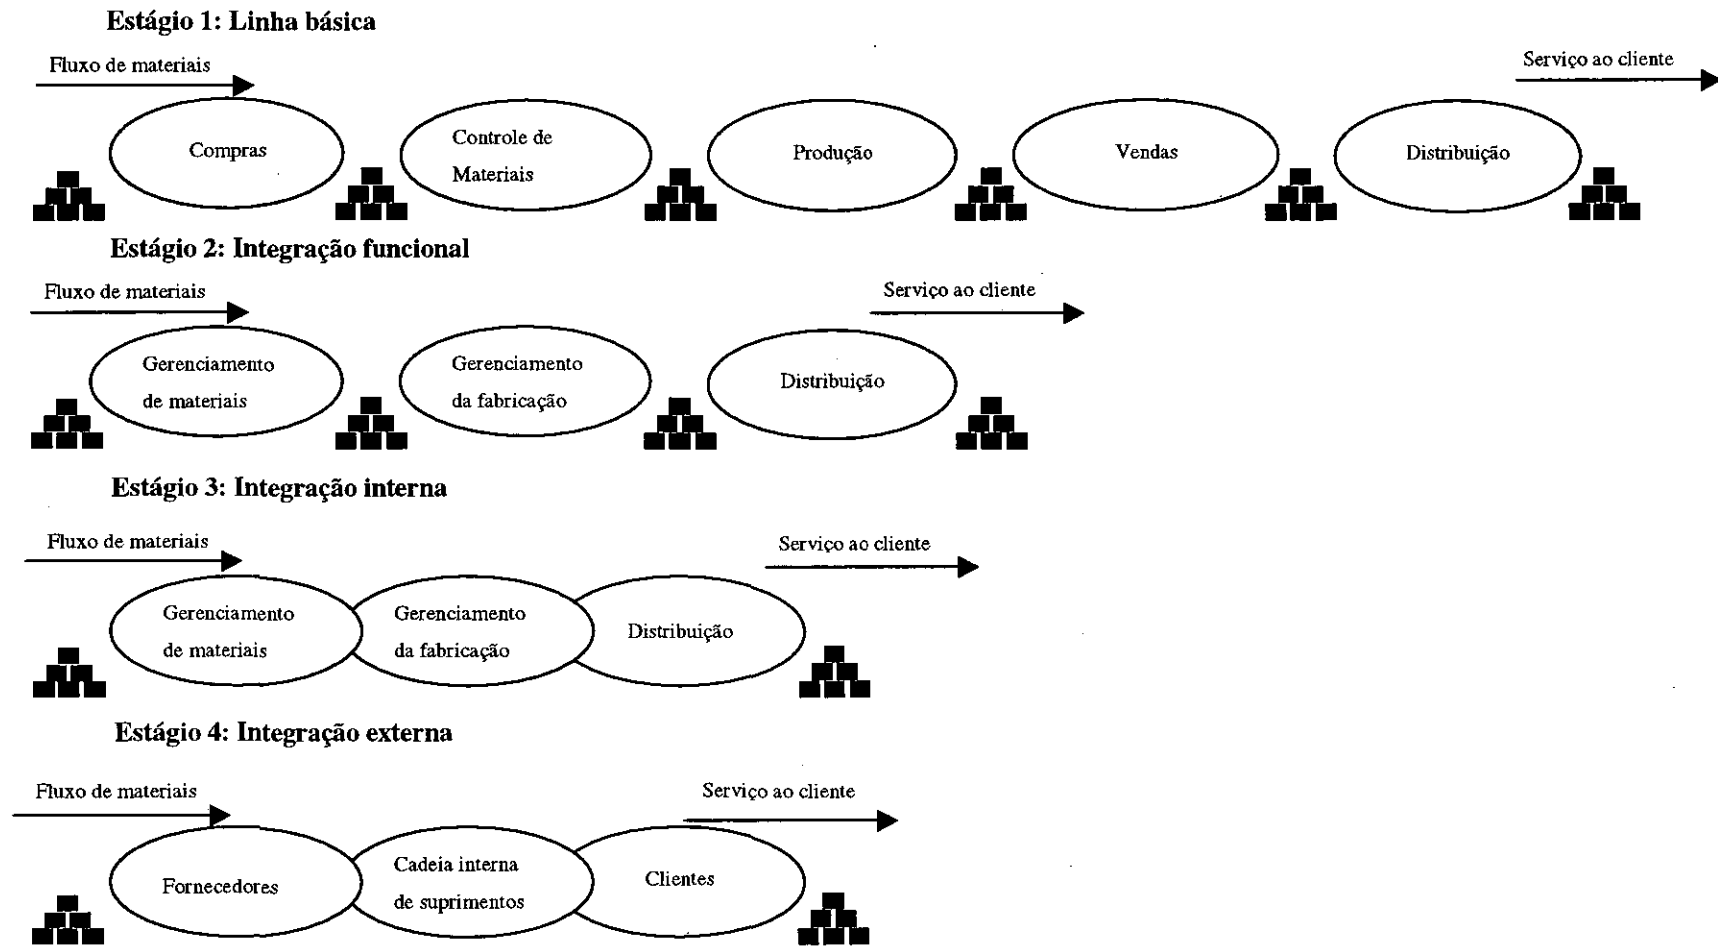 Estágio 1: Linha básica
Fluxo de materiais
Serviço ao cliente
Compras
Controle de
Materiais
Produção
Vendas
Distribuição
Estágio 2: Integração funcional
Fluxo de materiais
Serviço ao cliente
Gerenciamento
de materiais
Gerenciamento
da fabricação
Distribuição
Estágio 3: Integração interna
Fluxo de materiais
Serviço ao cliente
Gerenciamento
de materiais
Gerenciamento
da fabricação
Distribuição
Estágio 4: Integração externa
Fluxo de materiais
Serviço ao cliente
Fornecedores
Cadeia interna
de suprimentos
Clientes